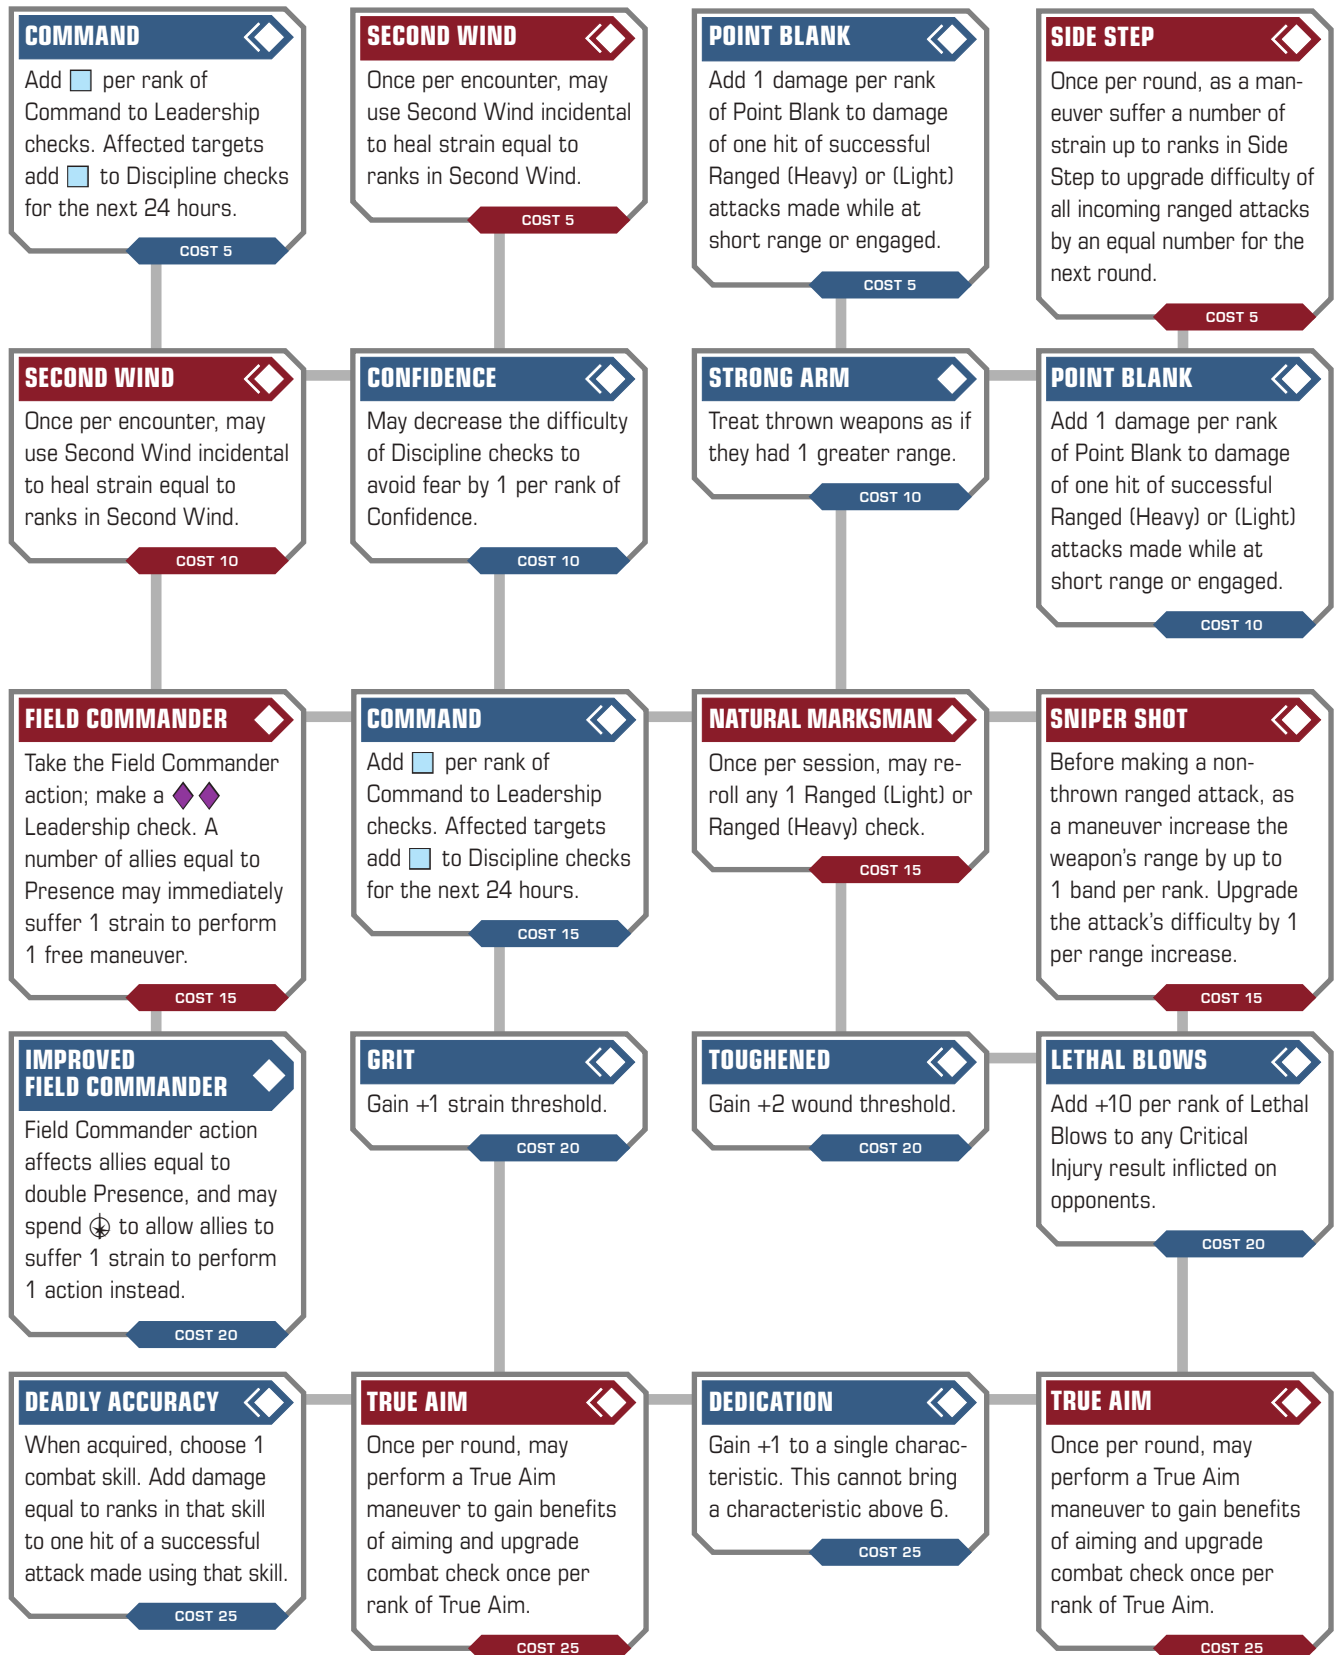 COMMAND
Add per rank of
Command to Leadership
checks. Affected targets
add to Discipline checks
for the next 24 hours.
COST 5
SECOND WIND
Once per encounter, may
use Second Wind incidental
to heal strain equal to
ranks in Second Wind.
COST 5
POINT BLANK
Add 1 damage per rank
of Point Blank to damage
of one hit of successful
Ranged (Heavy) or (Light)
attacks made while at
short range or engaged.
COST 5
SIDE STEP
Once per round, as a man-
euver suffer a number of
strain up to ranks in Side
Step to upgrade difficulty of
all incoming ranged attacks
by an equal number for the
next round.
COST 5
SECOND WIND
Once per encounter, may
use Second Wind incidental
to heal strain equal to
ranks in Second Wind.
COST 10
CONFIDENCE
May decrease the difficulty
of Discipline checks to
avoid fear by 1 per rank of
Confidence.
COST 10
STRONG ARM
Treat thrown weapons as if
they had 1 greater range.
COST 10
POINT BLANK
Add 1 damage per rank
of Point Blank to damage
of one hit of successful
Ranged (Heavy) or (Light)
attacks made while at
short range or engaged.
COST 10
FIELD COMMANDER
Take the Field Commander
action; make a
Leadership check. A
number of allies equal to
Presence may immediately
suffer 1 strain to perform
1 free maneuver.
COST 15
COMMAND
Add per rank of
Command to Leadership
checks. Affected targets
add to Discipline checks
for the next 24 hours.
COST 15
NATURAL MARKSMAN
Once per session, may re-
roll any 1 Ranged (Light) or
Ranged (Heavy) check.
COST 15
SNIPER SHOT
Before making a non-
thrown ranged attack, as
a maneuver increase the
weapon's range by up to
1 band per rank. Upgrade
the attack's difficulty by 1
per range increase.
COST 15
IMPROVED
FIELD COMMANDER
Field Commander action
affects allies equal to
double Presence, and may
spend to allow allies to
suffer 1 strain to perform
1 action instead.
COST 20
GRIT
Gain +1 strain threshold.
COST 20
TOUGHENED
Gain +2 wound threshold.
COST 20
LETHAL BLOWS
Add +10 per rank of Lethal
Blows to any Critical
Injury result inflicted on
opponents.
COST 20
DEADLY ACCURACY
When acquired, choose 1
combat skill. Add damage
equal to ranks in that skill
to one hit of a successful
attack made using that skill.
COST 25
TRUE AIM
Once per round, may
perform a True Aim
maneuver to gain benefits
of aiming and upgrade
combat check once per
rank of True Aim.
COST 25
DEDICATION
Gain +1 to a single charac-
teristic. This cannot bring
a characteristic above 6.
COST 25
TRUE AIM
Once per round, may
perform a True Aim
maneuver to gain benefits
of aiming and upgrade
combat check once per
rank of True Aim.
COST 25